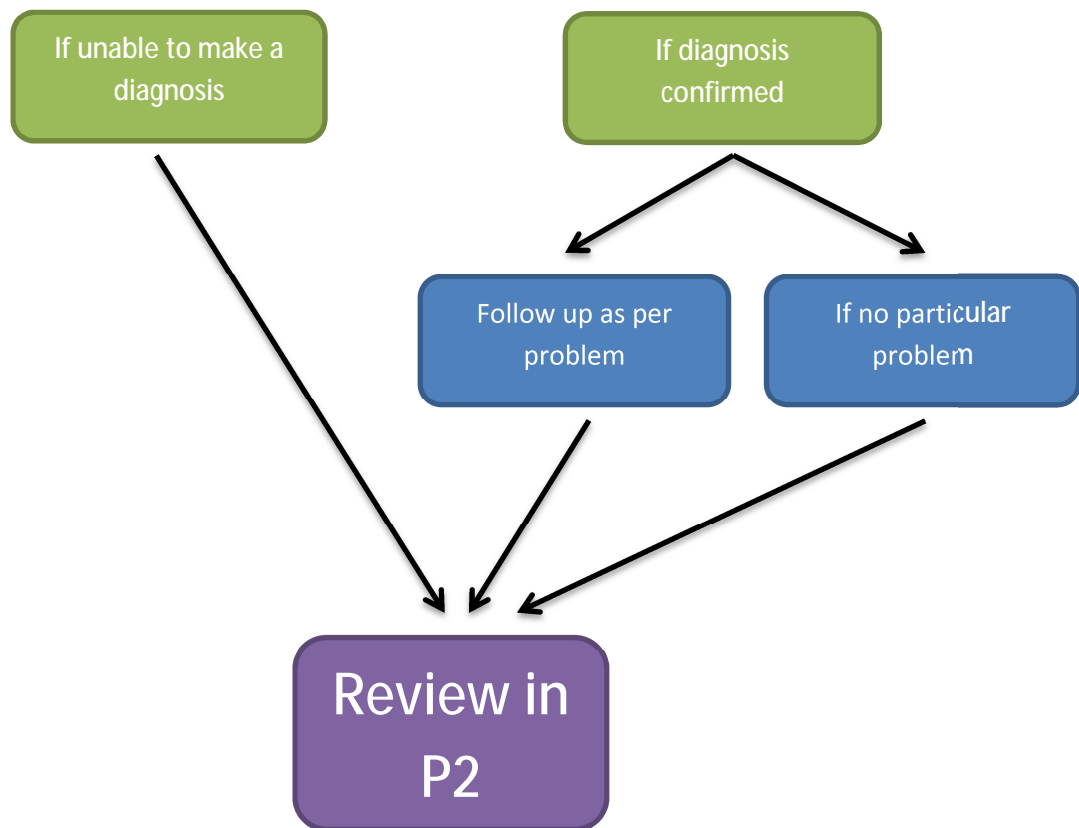 If unable to make a
diagnosis
If diagnosis
confirmed
Follow up as per
problem
If no particular
problem
Review in
P2